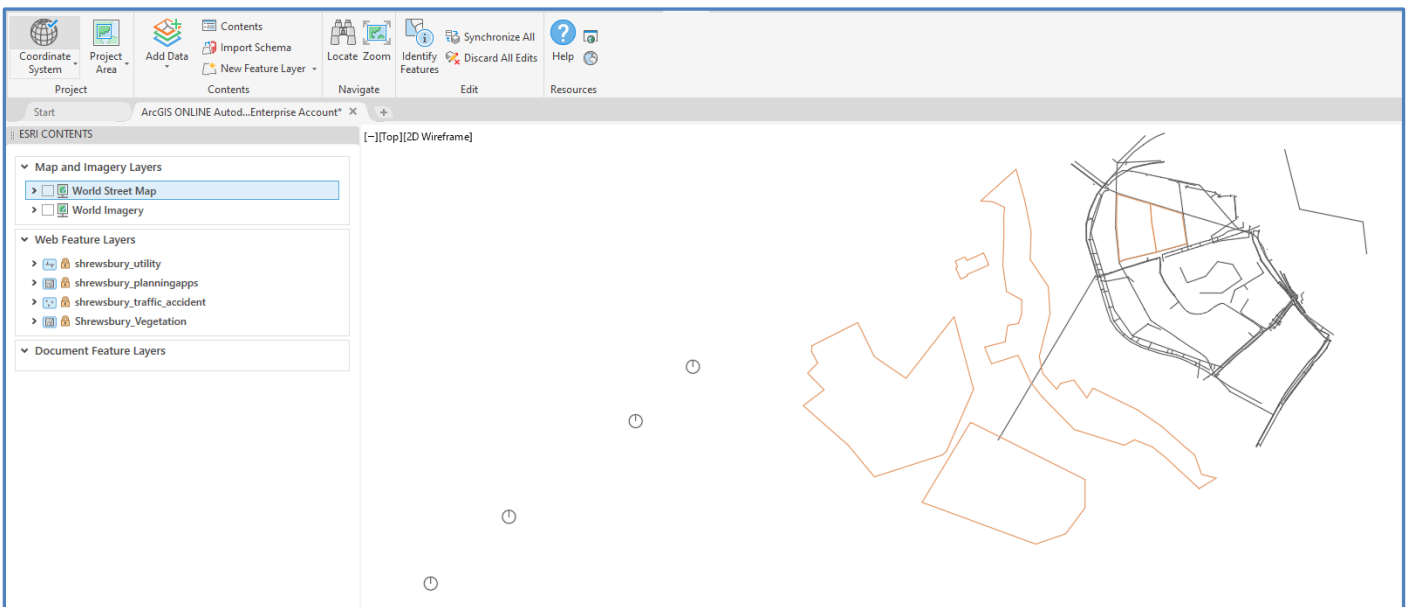 Coordinate System
Project Area
Add Data
Contents
Import Schema
New Feature Layer
Locate
Zoom
Identify Features
Synchronize All
Discard All Edits
Help
Project
Contents
Navigate
Edit
Resources
Start
ArcGIS ONLINE Autod...Enterprise Account*
ESRI CONTENTS
[−][Top][2D Wireframe]
Map and Imagery Layers
World Street Map
World Imagery
Web Feature Layers
shrewsbury_utility
shrewsbury_planningapps
shrewsbury_traffic_accident
Shrewsbury_Vegetation
Document Feature Layers